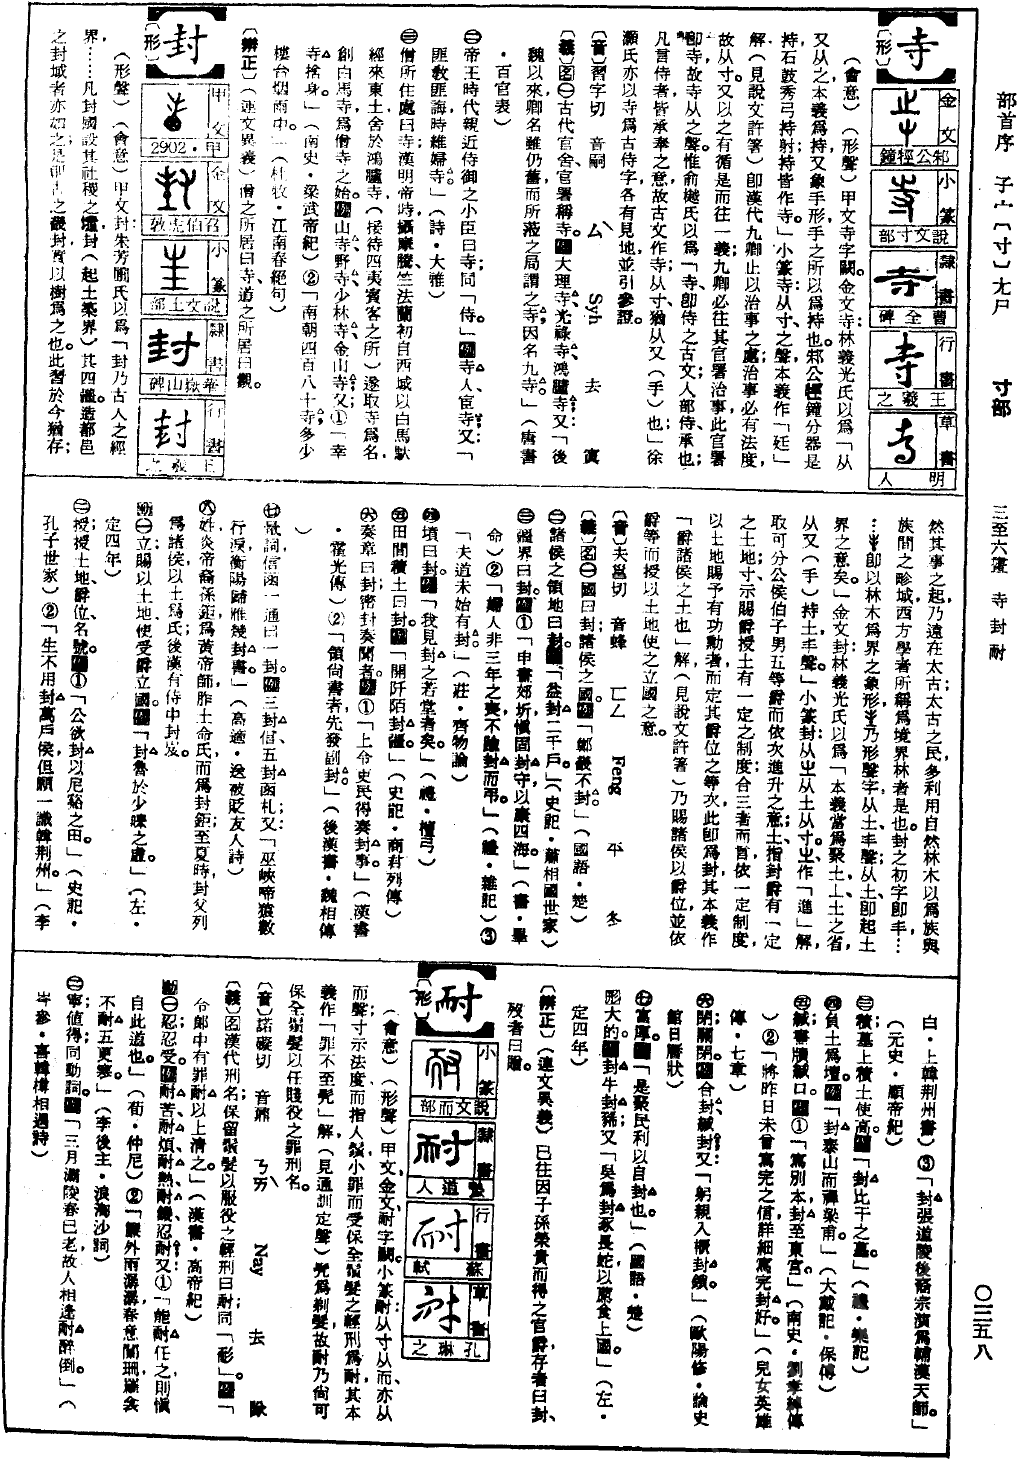 部首序　子宀〔寸〕尢尸　寸部　三至六畫　寺封耐　〇三五八
寺
〔形〕
金文　邾公牼鐘
小篆　說文寸部
隸書　曹全碑
行書　王羲之
草書　明人
（會意）（形聲）甲文寺字闕。金文寺：林義光氏以爲「从
又从之，本義爲持；又象手形，手之所以爲持也。邾公牼鐘分器是
持，石鼓秀弓持射，持皆作寺。」小篆寺：从寸、之聲，本義作「廷」
解（見說文許箸）卽漢代九卿止以治事之處；治事必有法度，
故从寸。又以之有循是而往一義，九卿必往其官署治事，此官署
卽寺，故寺从之聲。惟俞樾氏以爲「寺卽侍之古文；人部侍，承也；
凡言侍者皆承奉之意；故古文作寺，从寸，猶从又（手）也」；徐
灝氏亦以寺爲古侍字；各有見地，並引參證。
〔音〕習字切　音嗣　ㄙˋ　Syh　去　寘
〔義〕名㊀古代官舍、官署稱寺。例大理寺、光祿寺、鴻臚寺；又「後
魏以來，卿名雖仍舊，而所蒞之局謂之寺，因名九寺。」（唐書
・百官表）
㊁帝王時代親近侍御之小臣曰寺；同「侍」。例寺人、宦寺；又「
匪敎匪誨，時維婦寺」。（詩・大雅）
㊂僧所住處曰寺；漢明帝時，攝摩騰竺法蘭初自西域以白馬馱
經來東土，舍於鴻臚寺（接待四夷賓客之所），遂取寺爲名，
創白馬寺，爲僧寺之始。例山寺、野寺、少林寺、金山寺；又①「幸
寺捨身。」（南史・梁武帝紀）②「南朝四百八十寺，多少
樓台烟雨中。」（杜牧・江南春絕句）
〔辨正〕（連文異義）僧之所居曰寺，道之所居曰觀。
封
〔形〕
甲文　甲・2902
金文　召伯虎敦
小篆　說文土部
隸書　華嶽山碑
行書　王羲之
（形聲）（會意）甲文封：朱芳圃氏以爲「封乃古人之經
界……凡封國，設其社稷之壝，封（起土築界）其四疆。造都邑
之封域者亦如之。是卽古之叢封，實以樹爲之也。此習於今猶存；
然其事之起，乃遠在太古。太古之民，多利用自然林木以爲族與
族間之畛域，西方學者所稱爲境界林者是也。封之初字卽丰…
…卽以林木爲界之象形；乃形聲字，从土、丰聲，从土，卽起土
界之意矣。」金文封：林義光氏以爲「本義當爲聚土，土之省，
从又（手）持土丰聲。」小篆封：从㞢、从土、从寸，㞢作「進」解，
取可分公侯伯子男五等爵而依次進升之意；土指封爵有一定
之土地；寸示賜爵授土有一定之制度；合三者而言，依一定制度，
以土地賜予有功勳者而定其爵位之等次，此卽爲封；其本義作
「爵諸侯之土也」解（見說文許箸），乃賜諸侯以爵位，並依
爵等而授以土地使之立國之意。
〔音〕夫邕切　音蜂　ㄈㄥ　Feng　平　冬
〔義〕名㊀國曰封；諸侯之國。例「鄒叢不封」。（國語・楚）
㊁諸侯之領地曰封。例「益封二千戶。」（史記・蕭相國世家）
㊂疆界曰封。例①「申畫郊圻，愼固封守，以康四海。」（書・畢
命）②「婦人非三年之喪，不踰封而弔。」（禮・雜記）③
「夫道未始有封。」（莊・齊物論）
㊃墳曰封。例「我見封之若堂者矣。」（禮・檀弓）
㊄田間積土曰封。例「開阡陌封疆。」（史記・商君列傳）
㊅奏章曰封；密封奏聞者。例①「上令吏民得奏封事。」（漢書
・霍光傳）②「領尚書者先發副封。」（後漢書・魏相傳
）
㊆量詞，信函一通曰一封。例三封信、五封函札；又「巫峽啼猿數
行淚，衡陽歸雁幾封書。」（高適・送被貶友人詩）
㊇姓，炎帝裔孫鉅爲黃帝師，胙土命氏而爲封鉅；至夏時封父列
爲諸侯，以土爲氏；後漢有侍中封岌。
動㊀立；賜以土地使受爵立國。例「封魯於少皞之虛」。（左・
定四年）
㊁授；授土地、爵位、名號。例①「公欲封以尼谿之田。」（史記・
孔子世家）②「生不用封萬戶侯，但願一識韓荊州。」（李
白・上韓荊州書）③「封張道陵後裔宗演爲輔漢天師。」
（元史・順帝紀）
㊂積墓上積土使高。例「封比干之墓。」（禮・樂記）
㊃負土爲壇。例「封泰山而禪梁甫」。（大戴記・保傅）
㊄緘；書牘緘口。例①「寫別本封至東宮。」（南史・劉孝綽傳
）②「將昨日未曾寫完之信詳細寫完封好。」（兒女英雄
傳・七章）
㊅閉；關閉。例合封、緘封；又「躬親入櫬封鎖。」（歐陽修・論史
館日曆狀）
㊆富厚。例「是聚民利以自封也。」（國語・楚）
形大的。例封牛、封豨；又「吳爲封豕長蛇，以薦食上國。」（左・
定四年）
〔辨正〕（連文異義）已往因子孫榮貴而得之官爵，存者曰封，
歿者曰贈。
耐
〔形〕
小篆　說文而部
隸書　婁道人
行書　蘇軾
草書　孔琳之
（會意）（形聲）甲文、金文耐字闕。小篆耐：从寸从而，亦从
而聲；寸示法度，而指人鬚，小罪而受保全鬚髮之輕刑爲耐；其本
義作「罪不至髡」解（見通訓定聲）；髡爲剃髮，故耐乃尙可
保全鬚髮以任賤役之罪刑名。
〔音〕諾礙切　音鼐　ㄋㄞˋ　Nay　去　隊
〔義〕名漢代刑名，保留鬚髮以服役之輕刑曰耐；同「耏」。例「
令郎中有罪耐以上，請之。」（漢書・高帝紀）
動㊀忍；忍受。例耐苦、耐煩、耐熱、耐饑、忍耐；又①「能耐任之則愼
自此道也。」（荀・仲尼）②「簾外雨潺潺，春意闌珊，羅衾
不耐五更寒。」（李後主・浪淘沙詞）
㊁寧；値得；同動詞。例「三月灞陵春已老，故人相逢耐醉倒。」（
岑參・喜韓樽相過詩）